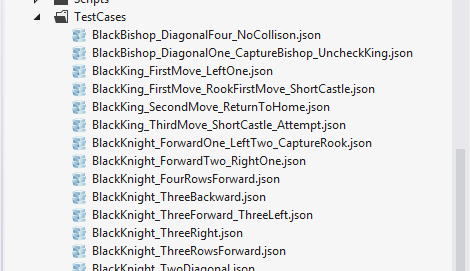 Scripts
TestCases
BlackBishop_DiagonalFour_NoCollison.json
BlackBishop_DiagonalOne_CaptureBishop_UncheckKing.json
BlackKing_FirstMove_LeftOne.json
BlackKing_FirstMove_RookFirstMove_ShortCastle.json
BlackKing_SecondMove_ReturnToHome.json
BlackKing_ThirdMove_ShortCastle_Attempt.json
BlackKnight_ForwardOne_LeftTwo_CaptureRook.json
BlackKnight_ForwardTwo_RightOne.json
BlackKnight_FourRowsForward.json
BlackKnight_ThreeBackward.json
BlackKnight_ThreeForward_ThreeLeft.json
BlackKnight_ThreeRight.json
BlackKnight_ThreeRowsForward.json
BlackKnight_TwoDiagonal.json